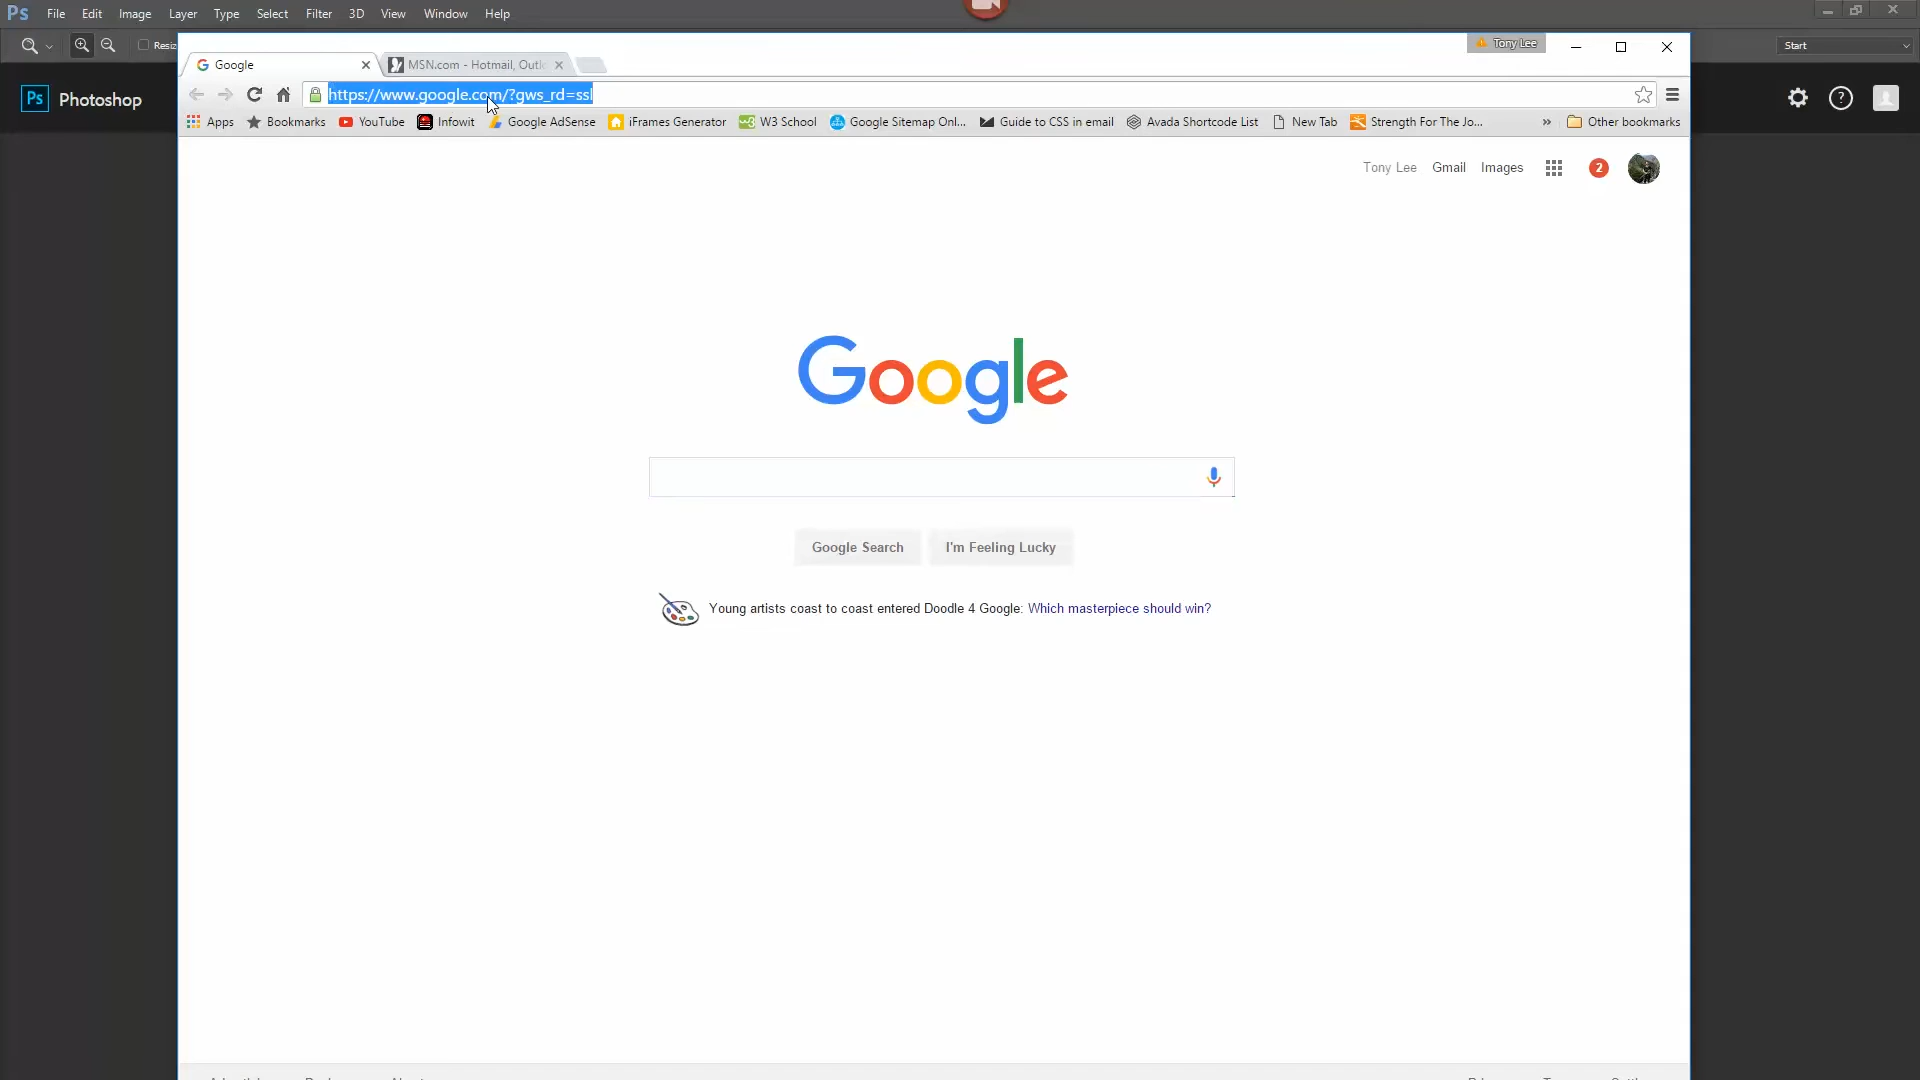 Ps File Edit Image Layer Type Select Filter 3D View Window Help
Start
Tony Lee
Google MSN.com - Hotmail, Outl
Ps Photoshop
https://www.google.com/?gws_rd=ssl
Apps Bookmarks YouTube Infowit Google AdSense iFrames Generator W3 School Google Sitemap Onl... Guide to CSS in email Avada Shortcode List New Tab Strength For The Jo... » Other bookmarks
Tony Lee Gmail Images 2
Google
Google Search I'm Feeling Lucky
Young artists coast to coast entered Doodle 4 Google: Which masterpiece should win?